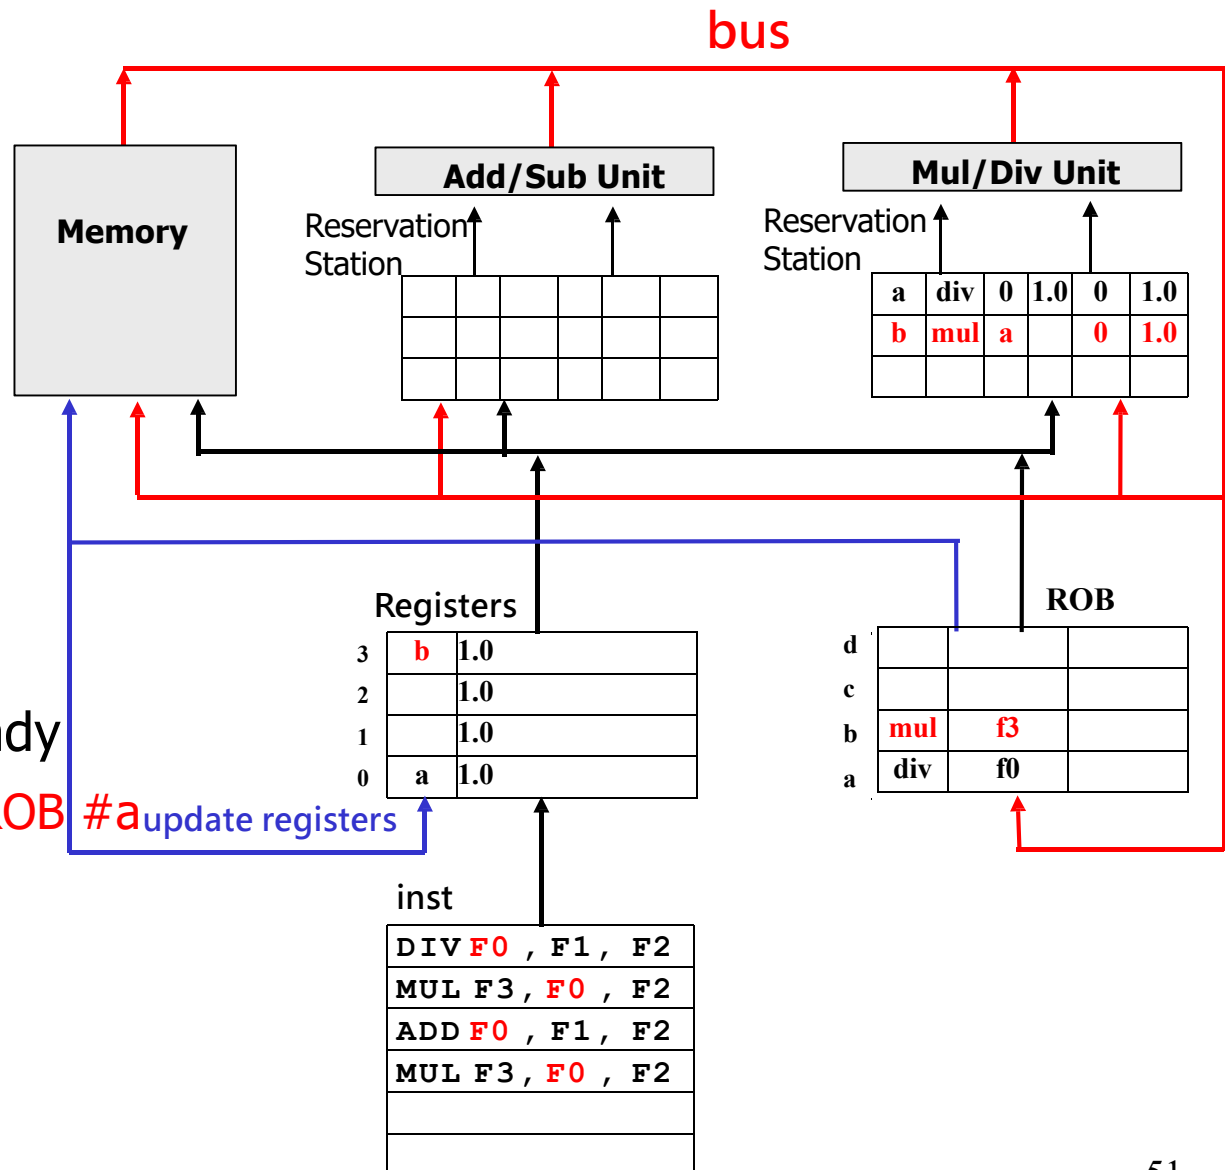 bus
Memory
Add/Sub Unit
Mul/Div Unit
Reservation
Station
Reservation
Station
a div 0 1.0 0 1.0
b mul a 0 1.0
Registers
3 b 1.0
2 1.0
1 1.0
0 a 1.0
ROB
d
c
b mul f3
a div f0
#a
update registers
inst
DIV F0 , F1, F2
MUL F3, F0 , F2
ADD F0 , F1, F2
MUL F3, F0 , F2